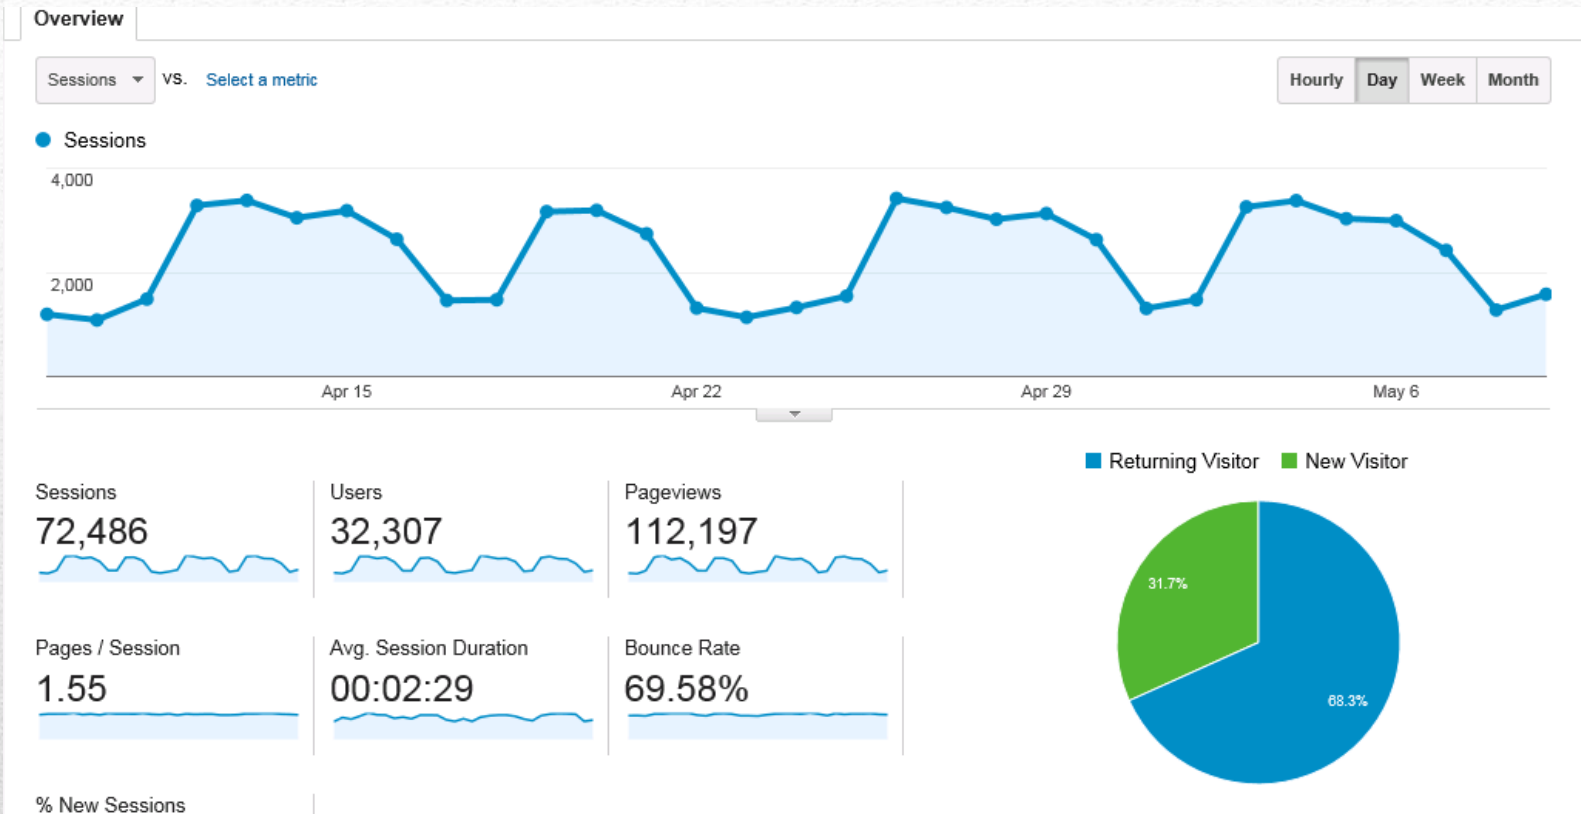 Overview
Sessions vs. Select a metric
Hourly Day Week Month
Sessions
4,000
2,000
Apr 15 Apr 22 Apr 29 May 6
Returning Visitor New Visitor
Sessions Users Pageviews
72,486 32,307 112,197
31.7%
Pages / Session Avg. Session Duration Bounce Rate
1.55 00:02:29 69.58%
68.3%
% New Sessions